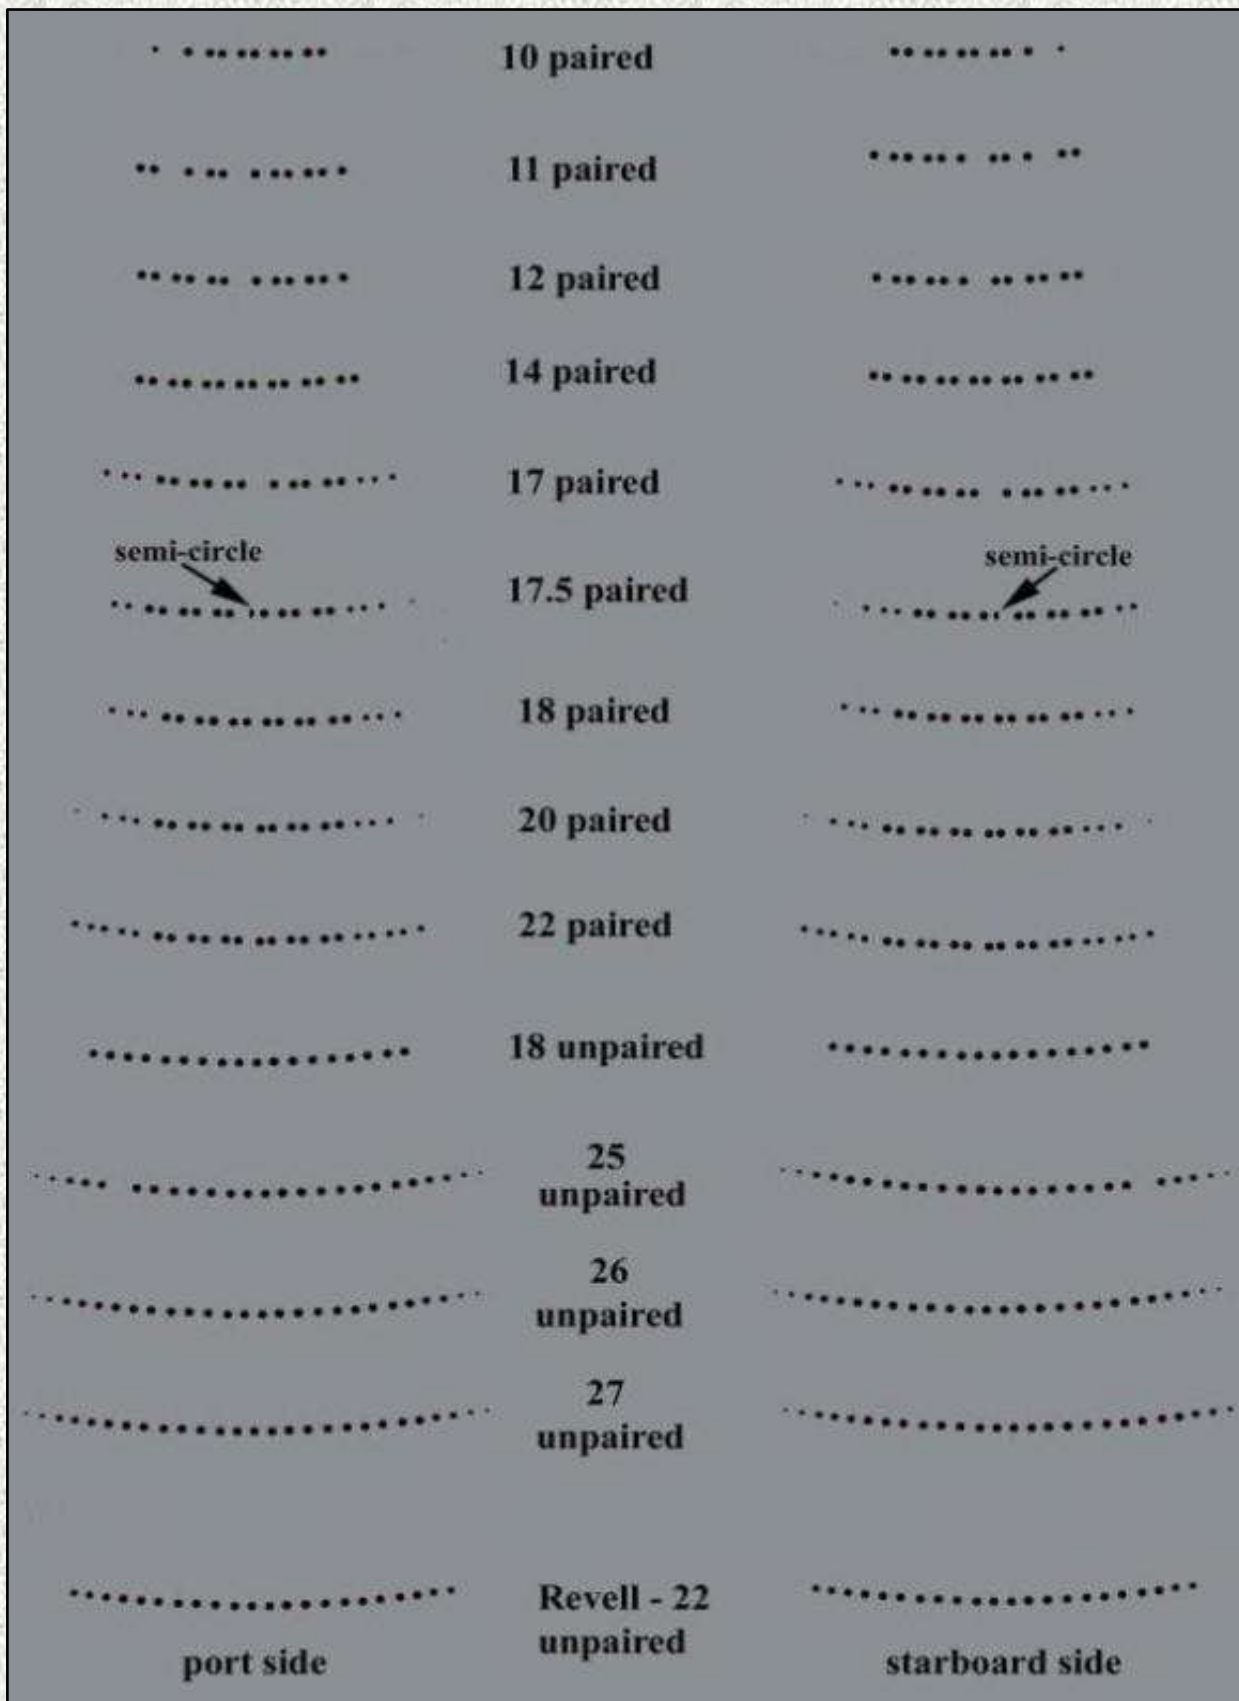 10 paired
11 paired
12 paired
14 paired
17 paired
semi-circle
17.5 paired
semi-circle
18 paired
20 paired
22 paired
18 unpaired
25
unpaired
26
unpaired
27
unpaired
Revell - 22
unpaired
port side
starboard side